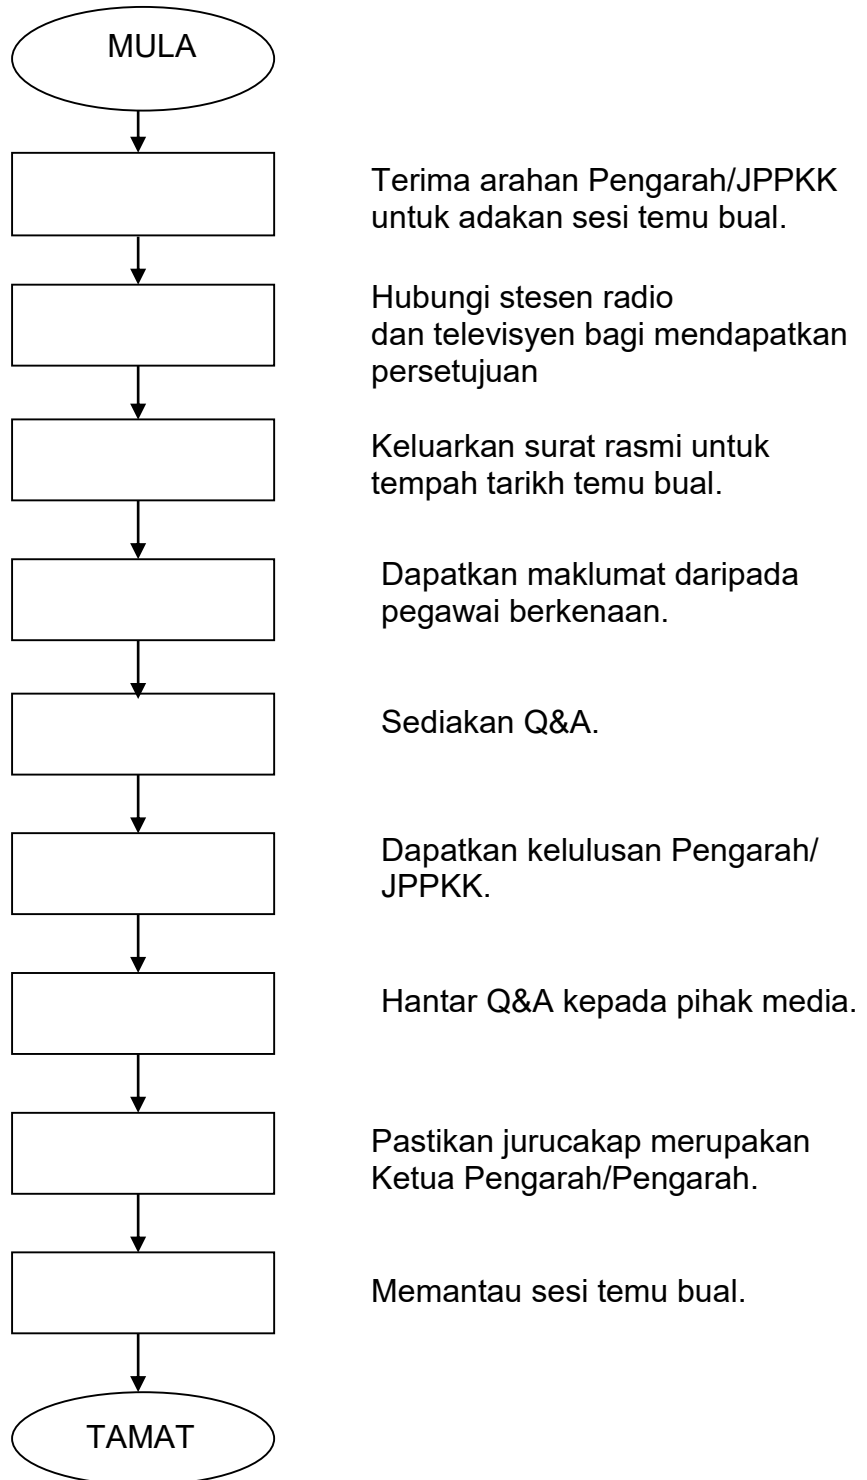 MULA
Terima arahan Pengarah/JPPKK
untuk adakan sesi temu bual.
Hubungi stesen radio
dan televisyen bagi mendapatkan
persetujuan
Keluarkan surat rasmi untuk
tempah tarikh temu bual.
Dapatkan maklumat daripada
pegawai berkenaan.
Sediakan Q&A.
Dapatkan kelulusan Pengarah/
JPPKK.
Hantar Q&A kepada pihak media.
Pastikan jurucakap merupakan
Ketua Pengarah/Pengarah.
Memantau sesi temu bual.
TAMAT